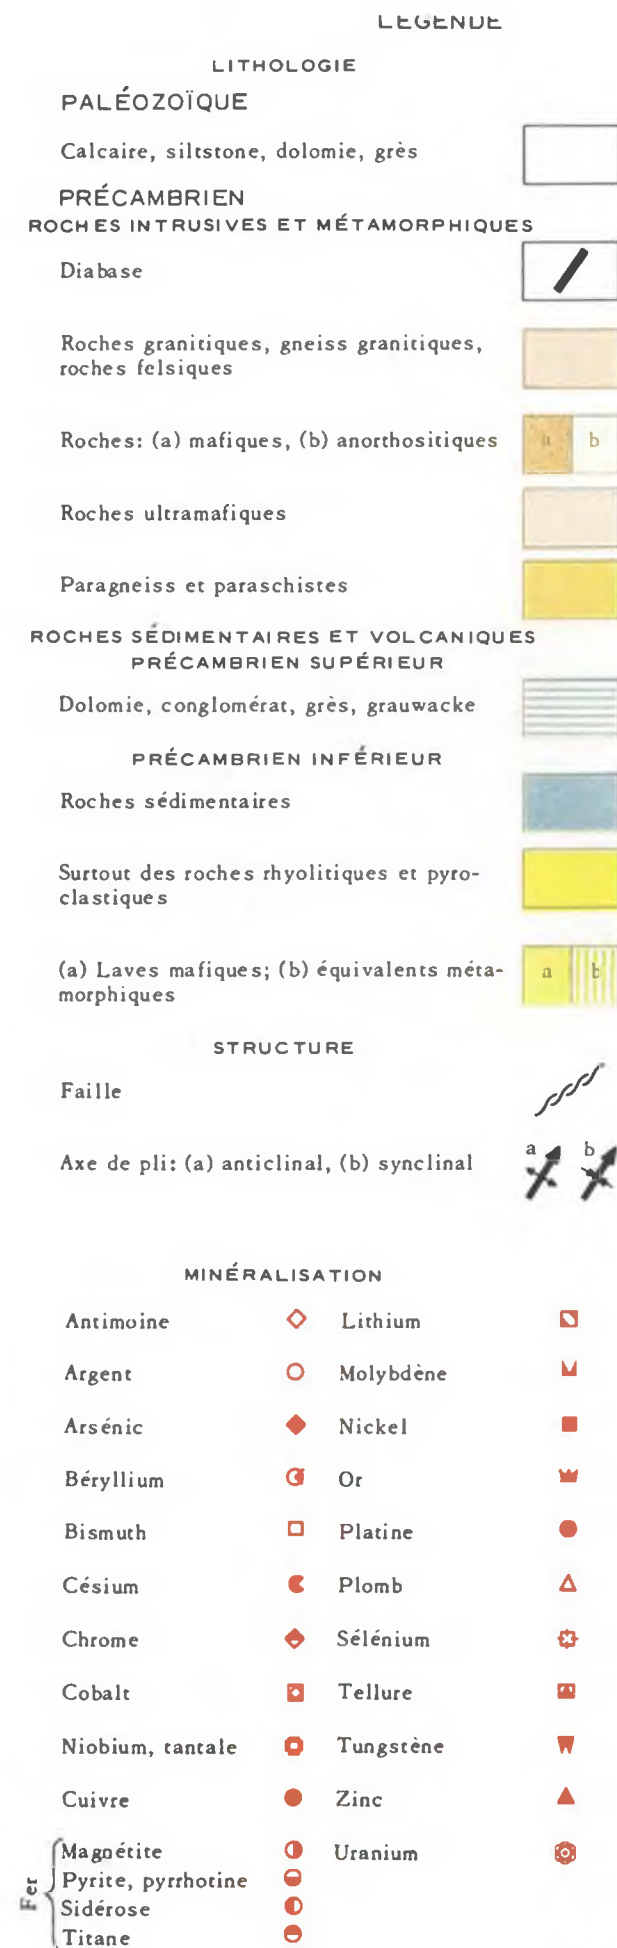 LÉGENDE
LITHOLOGIE
PALÉOZOÏQUE
Calcaire, siltstone, dolomie, grès
PRÉCAMBRIEN
ROCHES INTRUSIVES ET MÉTAMORPHIQUES
Diabase
Roches granitiques, gneiss granitiques,
roches felsiques
Roches: (a) mafiques, (b) anorthositiques
a b
Roches ultramafiques
Paragneiss et paraschistes
ROCHES SÉDIMENTAIRES ET VOLCANIQUES
PRÉCAMBRIEN SUPÉRIEUR
Dolomie, conglomérat, grès, grauwacke
PRÉCAMBRIEN INFÉRIEUR
Roches sédimentaires
Surtout des roches rhyolitiques et pyro-
clastiques
(a) Laves mafiques; (b) équivalents méta-
morphiques
a b
STRUCTURE
Faille
Axe de pli: (a) anticlinal, (b) synclinal
a b
MINÉRALISATION
Antimoine Lithium
Argent Molybdène
Arsénic Nickel
Béryllium Or
Bismuth Platine
Césium Plomb
Chrome Sélénium
Cobalt Tellure
Niobium, tantale Tungstène
Cuivre Zinc
Fer
Magnétite Uranium
Pyrite, pyrrhotine
Sidérose
Titane